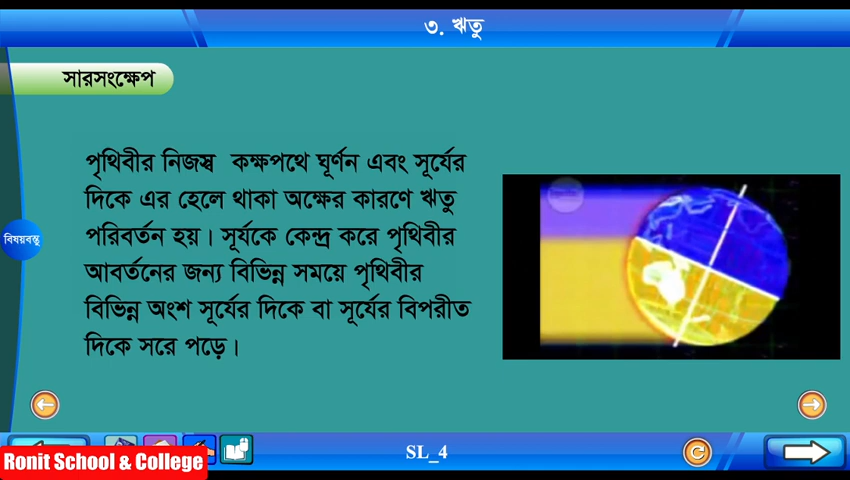 ৩. ঋতু
সারসংক্ষেপ
পৃথিবীর নিজস্ব কক্ষপথে ঘূর্ণন এবং সূর্যের
দিকে এর হেলে থাকা অক্ষের কারণে ঋতু
পরিবর্তন হয়। সূর্যকে কেন্দ্র করে পৃথিবীর
আবর্তনের জন্য বিভিন্ন সময়ে পৃথিবীর
বিভিন্ন অংশ সূর্যের দিকে বা সূর্যের বিপরীত
দিকে সরে পড়ে।
বিষয়বস্তু
SL_4
Ronit School & College